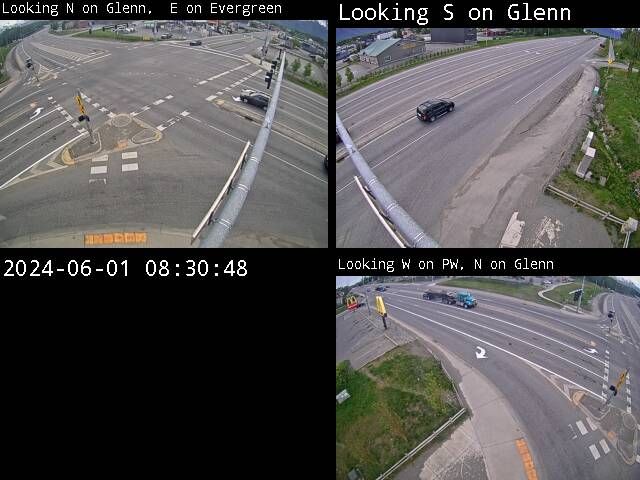 Looking N on Glenn,  E on Evergreen
Looking S on Glenn
2024-06-01 08:30:48
Looking W on PW, N on Glenn